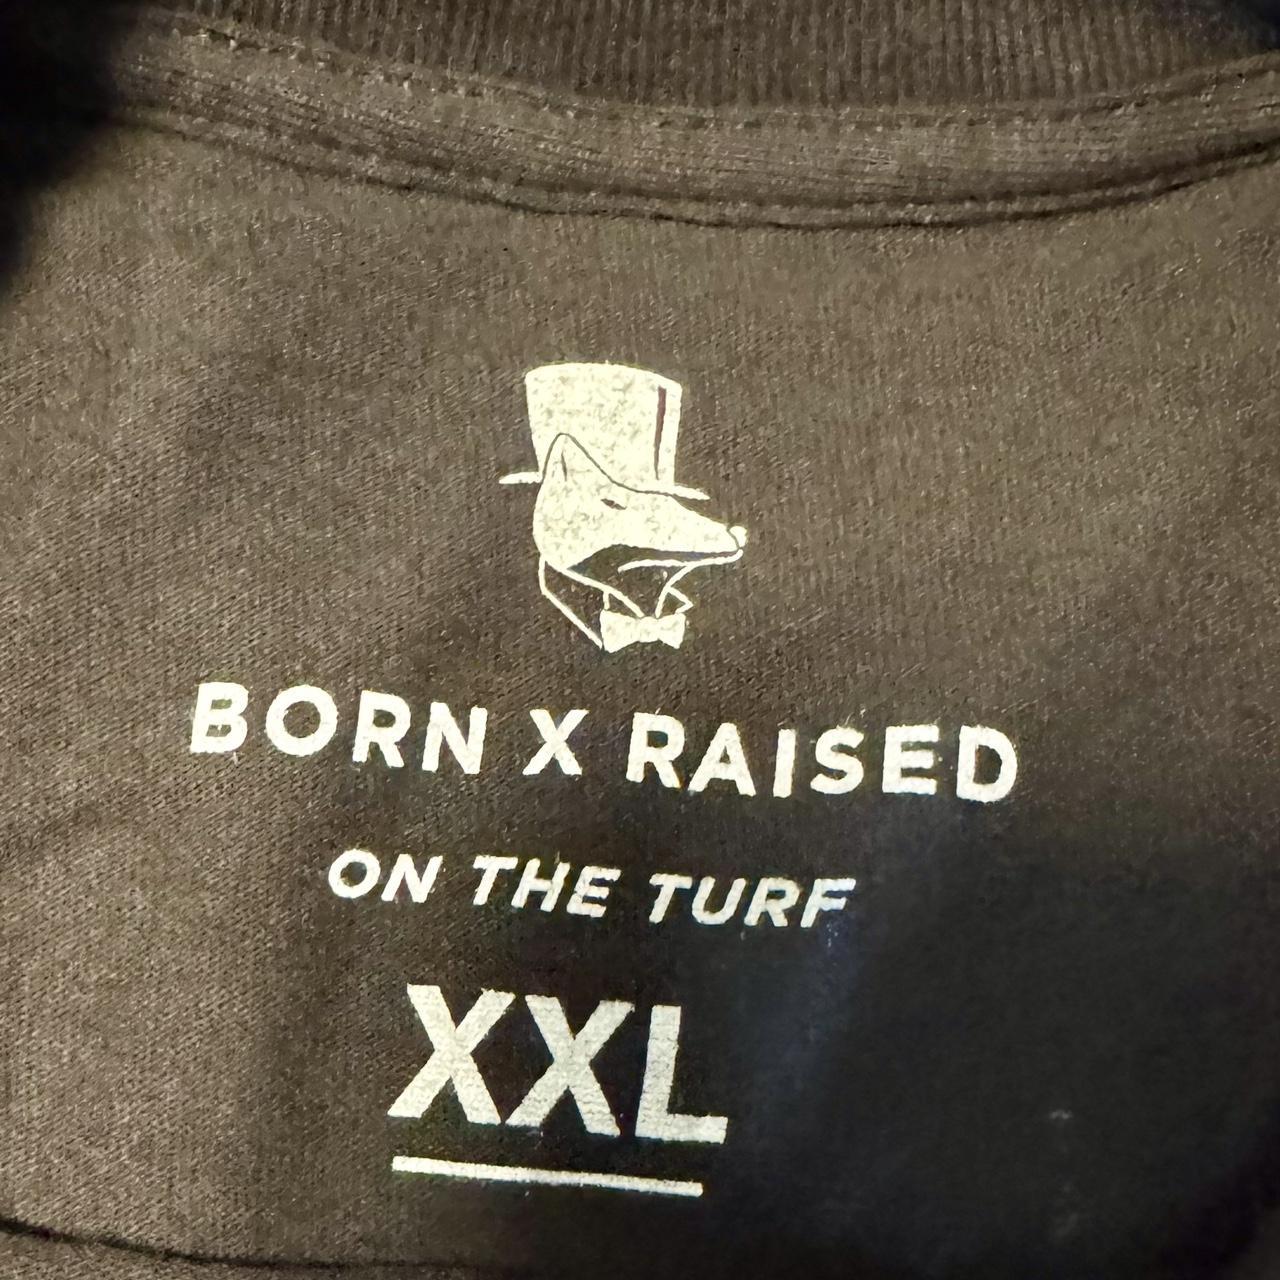 BORN X RAISED
ON THE TURF
XXL